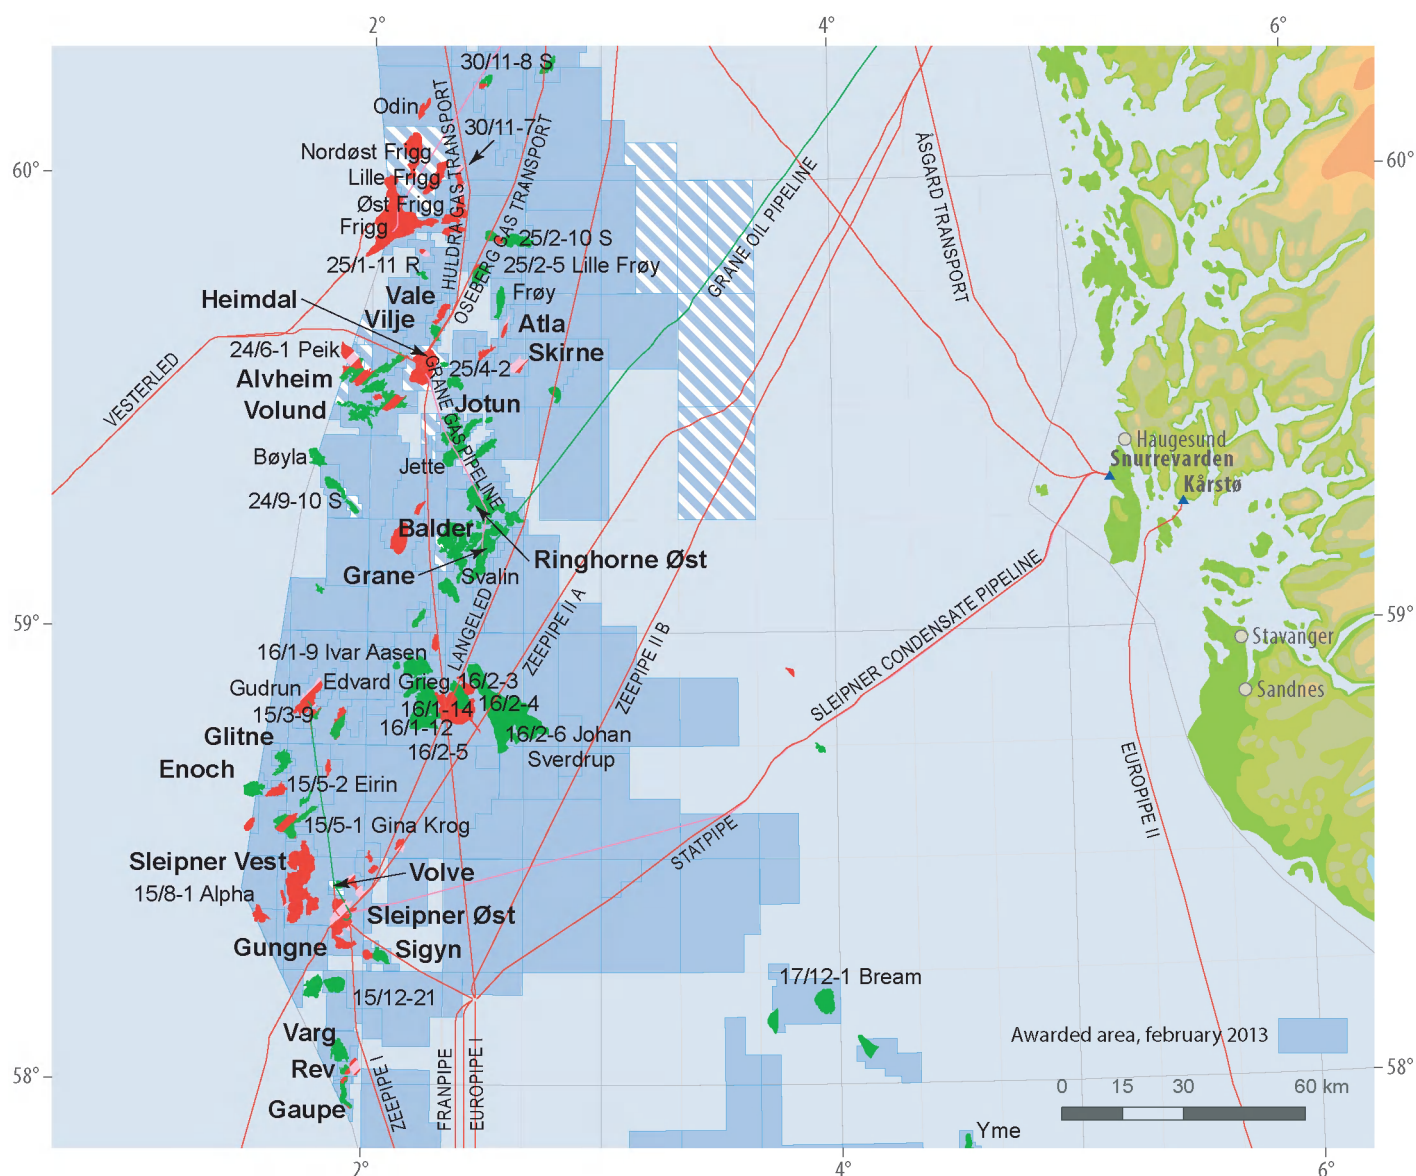 2°
4°
6°
30/11-8 S
Odin
HULDRA GAS TRANSPORT
30/11-7
OSEBERG GAS TRANSPORT
ÅSGARD TRANSPORT
60°
60°
Nordøst Frigg
Lille Frigg
Øst Frigg
Frigg
GRANE OIL PIPELINE
25/2-10 S
25/1-11 R
25/2-5 Lille Frøy
Vale
Frøy
Heimdal
Vilje
Atla
Skirne
24/6-1 Peik
25/4-2
VESTERLED
Alvheim
GRANE GAS PIPELINE
Volund
Jotun
Haugesund
Bøyla
Jette
Snurrevarden
Kårstø
24/9-10 S
Balder
Ringhorne Øst
Grane
Svalin
59°
59°
LANGELED
ZEEPIPE II A
ZEEPIPE II B
SLEIPNER CONDENSATE PIPELINE
Stavanger
16/1-9 Ivar Aasen
Gudrun
Edvard Grieg
16/2-3
Sandnes
15/3-9
16/1-14
16/2-4
16/1-12
Glitne
16/2-6 Johan
Sverdrup
16/2-5
Enoch
15/5-2 Eirin
EUROPIPE II
15/5-1 Gina Krog
STATPIPE
Sleipner Vest
Volve
15/8-1 Alpha
Sleipner Øst
Gungne
Sigyn
17/12-1 Bream
15/12-21
Varg
Awarded area, february 2013
Rev
58°
58°
0 15 30 60 km
Gaupe
ZEEPIPE I
FRANPIPE
EUROPIPE I
Yme
2°
4°
6°